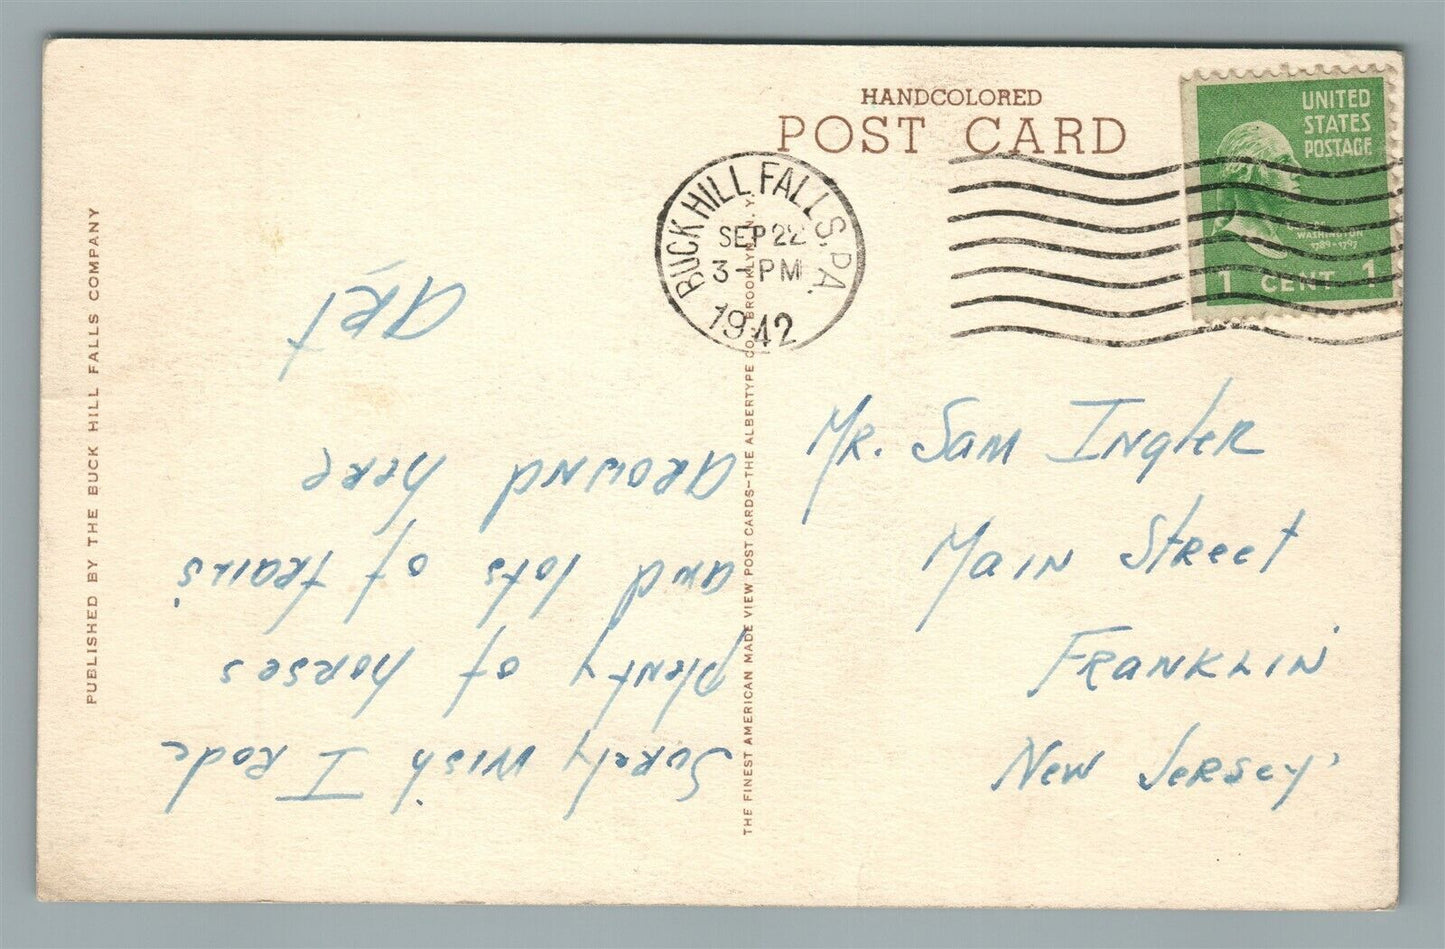 HANDCOLORED
POST CARD
UNITED
STATES
POSTAGE
WASHINGTON
1789-1797
1 CENT 1
BUCK HILL FALLS. PA.
SEP 22
3-PM
1942
Surely wish I rode
plenty of horses
and lots of trails
around here
Art
Mr. Sam Ingler
Main Street
Franklin
New Jersey
PUBLISHED BY THE BUCK HILL FALLS COMPANY
THE FINEST AMERICAN MADE VIEW POST CARDS—THE ALBERTYPE CO., BROOKLYN, N. Y.